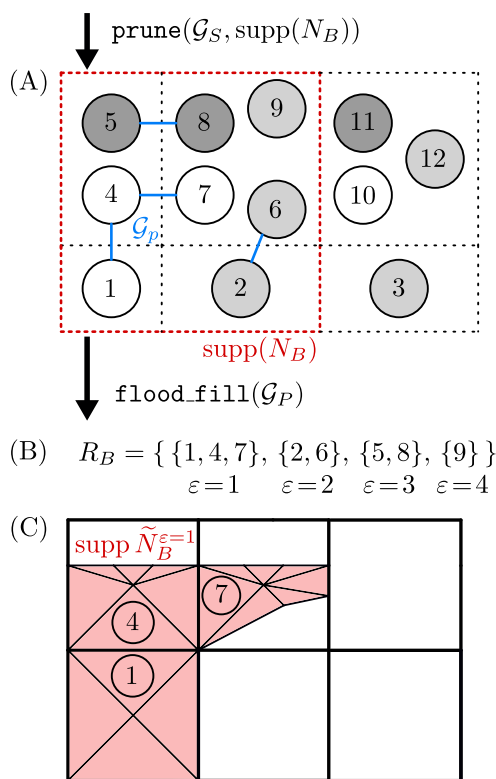 prune(𝒢_S, supp(N_B))
(A)
5 8 9 11
12
4 7 6 10
𝒢_p
1 2 3
supp(N_B)
flood_fill(𝒢_P)
(B) R_B = { {1, 4, 7}, {2, 6}, {5, 8}, {9} }
ε=1 ε=2 ε=3 ε=4
(C)
supp Ñ_B^{ε=1}
7
4
1